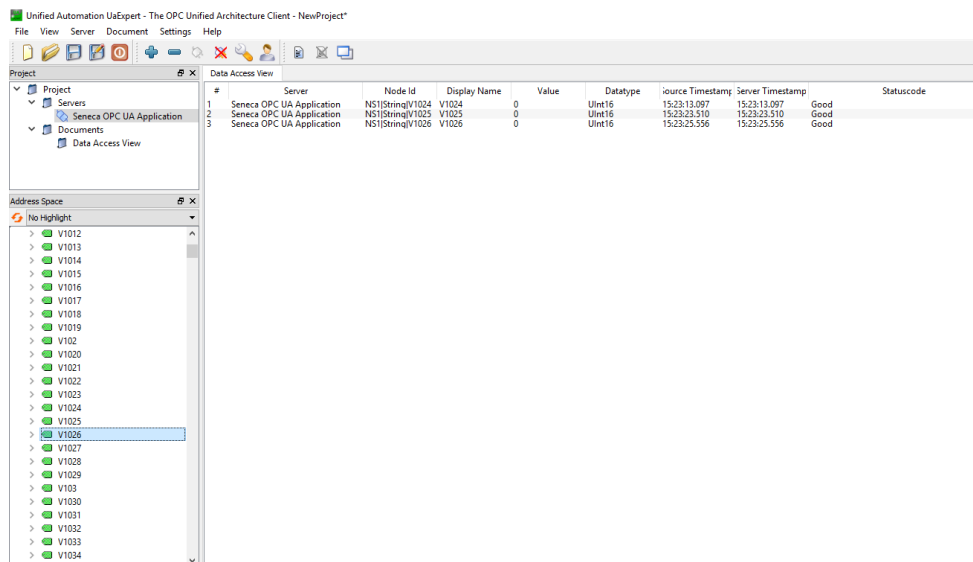 Unified Automation UaExpert - The OPC Unified Architecture Client - NewProject*
File View Server Document Settings Help
Project
Project
Servers
Seneca OPC UA Application
Documents
Data Access View
Address Space
No Highlight
V1012
V1013
V1014
V1015
V1016
V1017
V1018
V1019
V102
V1020
V1021
V1022
V1023
V1024
V1025
V1026
V1027
V1028
V1029
V103
V1030
V1031
V1032
V1033
V1034
Data Access View
# Server Node Id Display Name Value Datatype ource Timestamp Server Timestamp Statuscode
1 Seneca OPC UA Application NS1|String|V1024 V1024 0 UInt16 15:23:13.097 15:23:13.097 Good
2 Seneca OPC UA Application NS1|String|V1025 V1025 0 UInt16 15:23:23.510 15:23:23.510 Good
3 Seneca OPC UA Application NS1|String|V1026 V1026 0 UInt16 15:23:25.556 15:23:25.556 Good